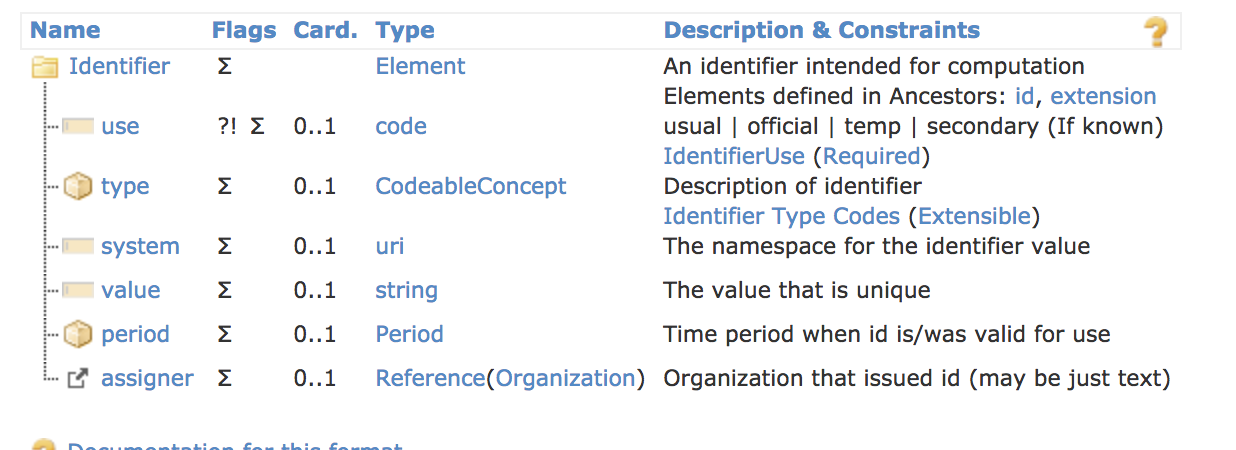 Name Flags Card. Type Description & Constraints ?
Identifier Σ Element An identifier intended for computation
Elements defined in Ancestors: id, extension
use ?! Σ 0..1 code usual | official | temp | secondary (If known)
IdentifierUse (Required)
type Σ 0..1 CodeableConcept Description of identifier
Identifier Type Codes (Extensible)
system Σ 0..1 uri The namespace for the identifier value
value Σ 0..1 string The value that is unique
period Σ 0..1 Period Time period when id is/was valid for use
assigner Σ 0..1 Reference(Organization) Organization that issued id (may be just text)
Documentation for this format